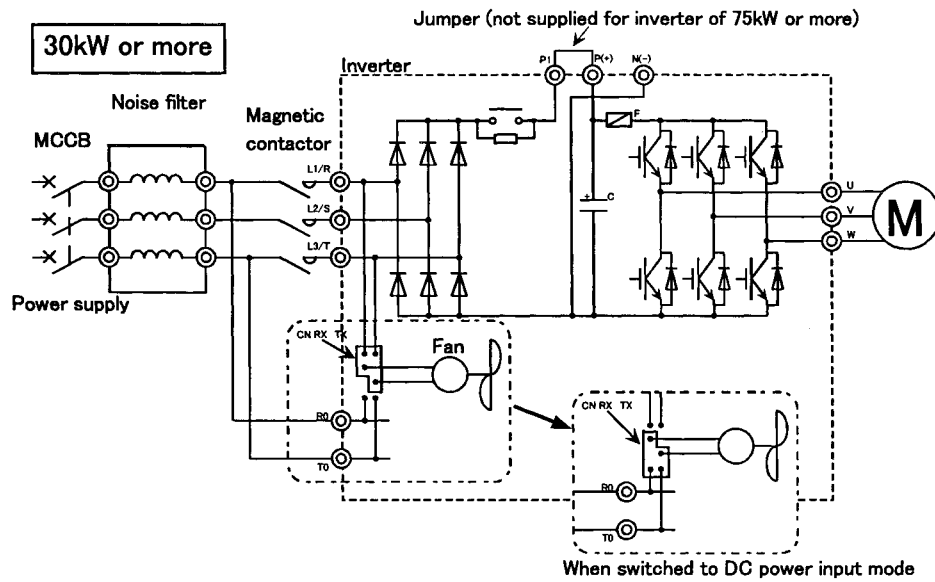 Jumper (not supplied for inverter of 75kW or more)
30kW or more
Inverter
P1
P(+)
N(-)
Noise filter
Magnetic
contactor
MCCB
F
L1/R
L2/S
L3/T
C
U
V
W
M
Power supply
CN RX TX
Fan
R0
T0
CN RX TX
R0
T0
When switched to DC power input mode